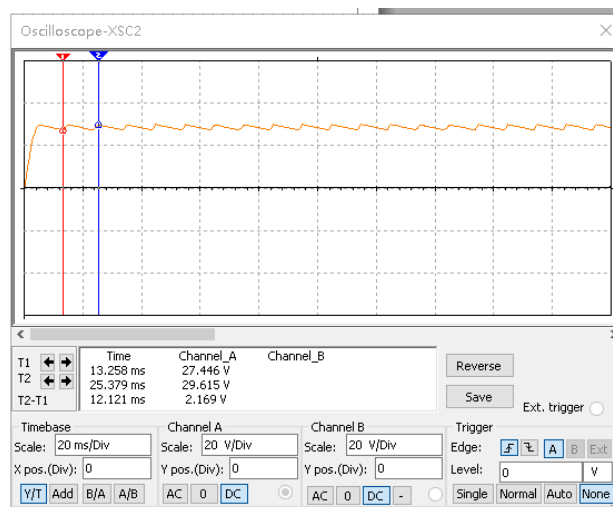 Oscilloscope-XSC2
1 2
T1
T2
T2-T1
Time Channel_A Channel_B
13.258 ms 27.446 V
25.379 ms 29.615 V
12.121 ms 2.169 V
Reverse
Save
Ext. trigger
Timebase
Scale: 20 ms/Div
X pos.(Div): 0
Y/T Add B/A A/B
Channel A
Scale: 20 V/Div
Y pos.(Div): 0
AC 0 DC
Channel B
Scale: 20 V/Div
Y pos.(Div): 0
AC 0 DC -
Trigger
Edge: A B Ext
Level: 0 V
Single Normal Auto None